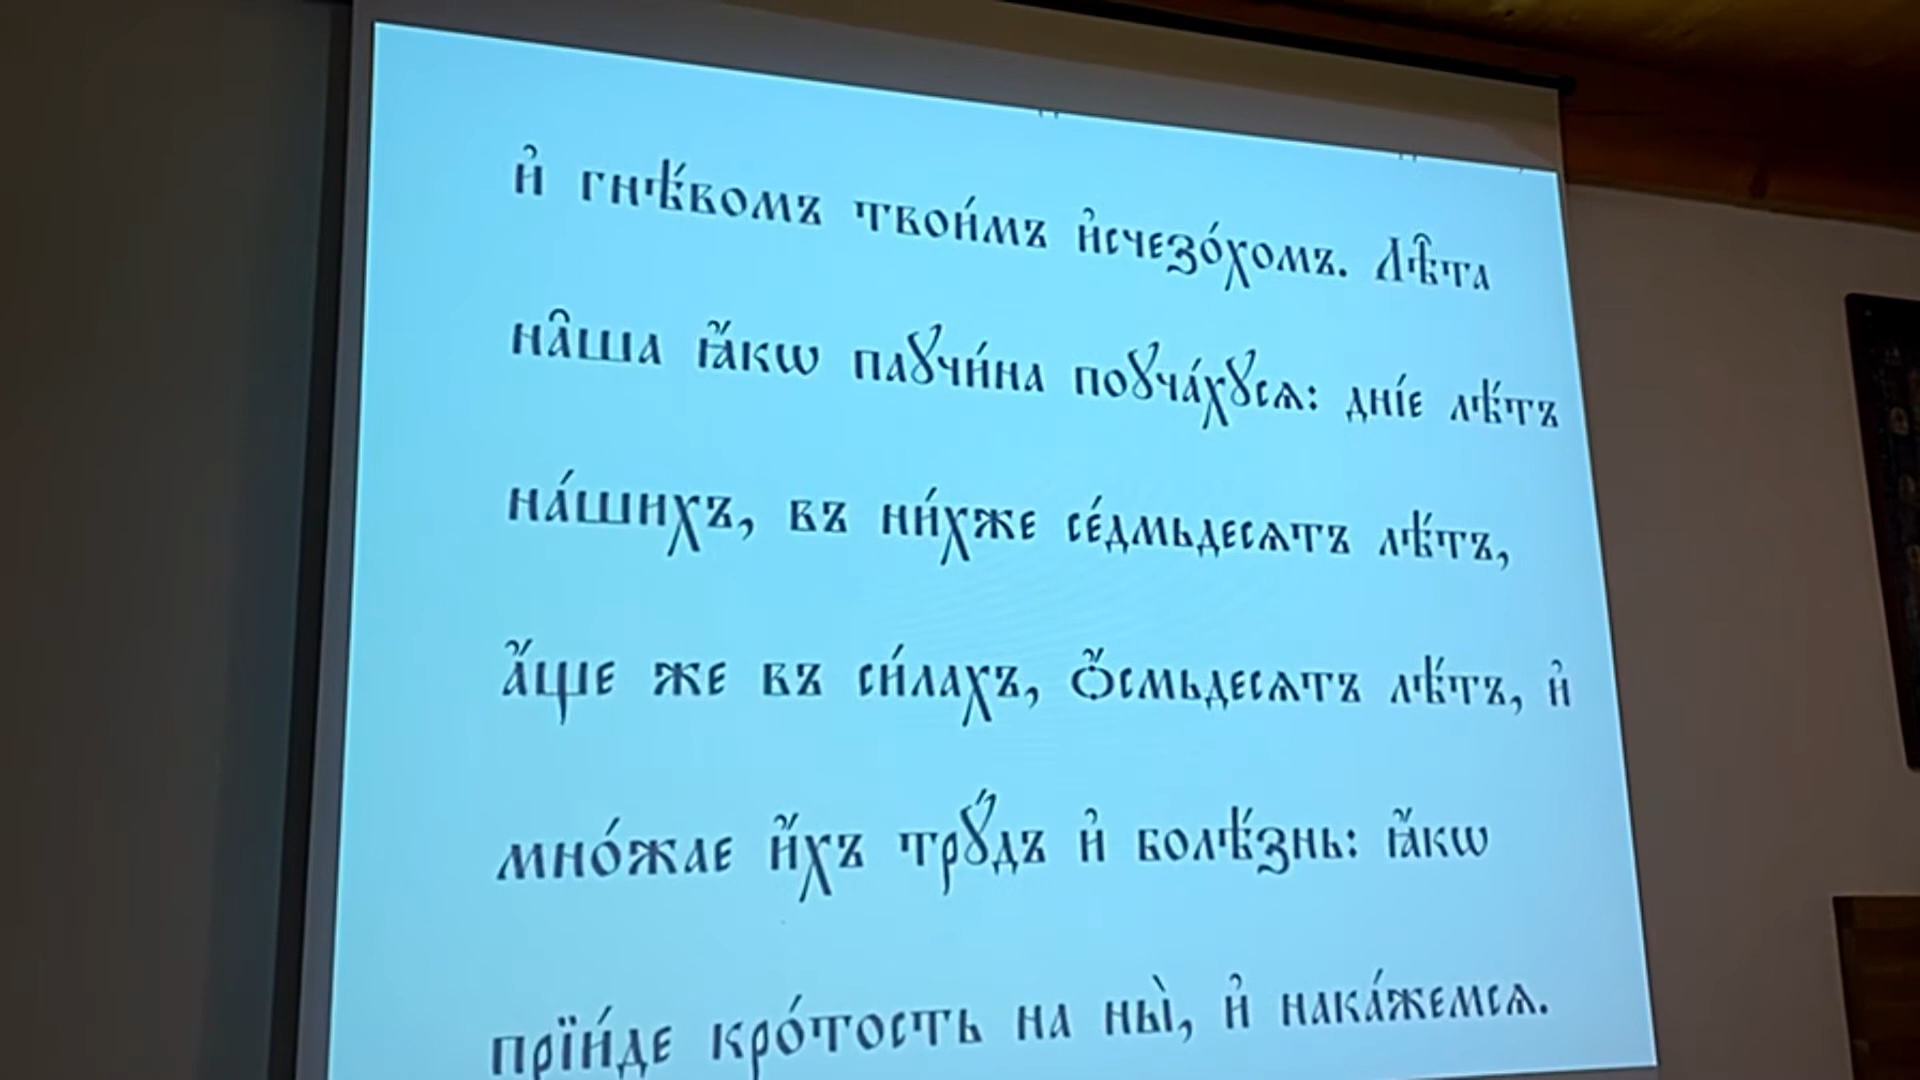 и҆ гнѣ́вомъ твои́мъ и҆счезо́хомъ. Лѣ̑та
на̑ша ꙗ҆́кѡ паꙋчи́на поꙋча́хꙋсѧ: дні́е лѣ́тъ
на́шихъ, въ ни́хже се́дмьдесѧтъ лѣ́тъ,
а҆́ще же въ си́лахъ, Ѻ҆́смьдесѧтъ лѣ́тъ, и҆
мно́жае и҆́хъ трꙋ́дъ и҆ болѣ́знь: ꙗ҆́кѡ
прїи́де кро́тость на ны̀, и҆ нака́жемсѧ.